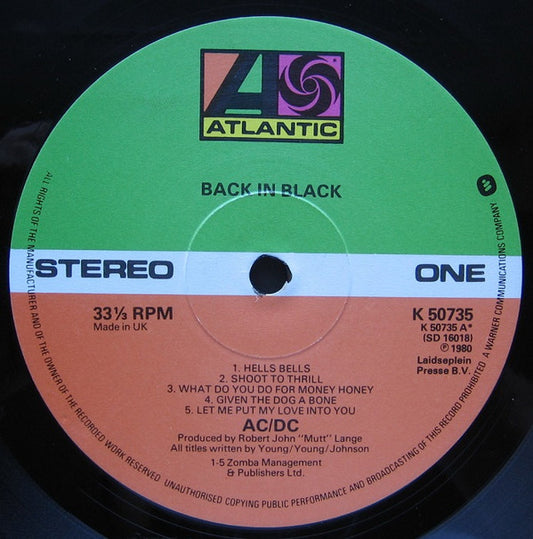 ATLANTIC
BACK IN BLACK
STEREO
ONE
33⅓ RPM
Made in UK
K 50735
K 50735 A*
(SD 16018)
℗ 1980
Laidseplein
Presse B.V.
1. HELLS BELLS
2. SHOOT TO THRILL
3. WHAT DO YOU DO FOR MONEY HONEY
4. GIVEN THE DOG A BONE
5. LET ME PUT MY LOVE INTO YOU
AC/DC
Produced by Robert John "Mutt" Lange
All titles written by Young/Young/Johnson
1-5 Zomba Management
& Publishers Ltd.
ALL RIGHTS OF THE MANUFACTURER AND OF THE OWNER OF THE RECORDED WORK RESERVED. UNAUTHORISED COPYING PUBLIC PERFORMANCE AND BROADCASTING OF THIS RECORD PROHIBITED. A WARNER COMMUNICATIONS COMPANY